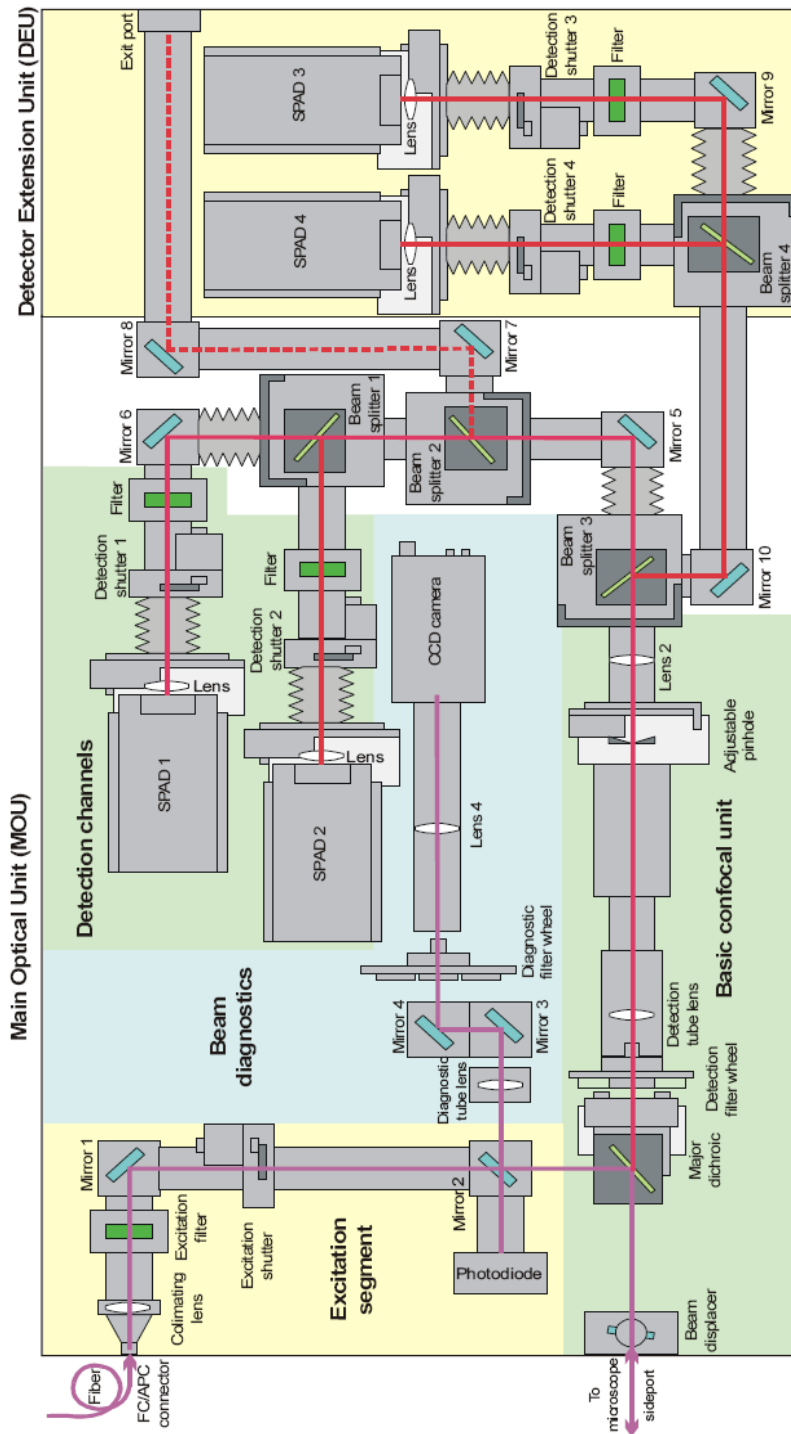 Main Optical Unit (MOU)
Detector Extension Unit (DEU)
Fiber
FC/APC
connector
Colimating
lens
Excitation
filter
Mirror 1
Excitation
shutter
Excitation
segment
Mirror 2
Photodiode
To
microscope
sideport
Beam
displacer
Major
dichroic
Detection
filter wheel
Detection
tube lens
Basic confocal unit
Adjustable
pinhole
Lens 2
Beam
splitter 3
Mirror 10
Mirror 5
Beam
diagnostics
Diagnostic
tube lens
Mirror 4
Mirror 3
Diagnostic
filter wheel
Lens 4
CCD camera
Detection channels
SPAD 1
Lens
Detection
shutter 1
Filter
Mirror 6
SPAD 2
Lens
Detection
shutter 2
Filter
Beam
splitter 1
Beam
splitter 2
Mirror 7
Mirror 8
Exit port
SPAD 3
Lens
Detection
shutter 3
Filter
Mirror 9
SPAD 4
Lens
Detection
shutter 4
Filter
Beam
splitter 4